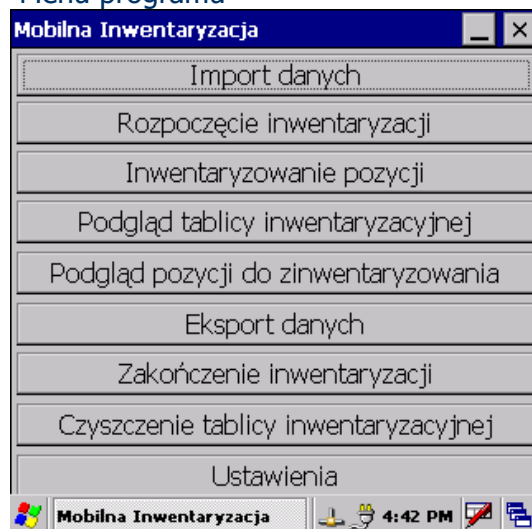 Menu programu
Mobilna Inwentaryzacja
Import danych
Rozpoczęcie inwentaryzacji
Inwentaryzowanie pozycji
Podgląd tablicy inwentaryzacyjnej
Podgląd pozycji do zinwentaryzowania
Eksport danych
Zakończenie inwentaryzacji
Czyszczenie tablicy inwentaryzacyjnej
Ustawienia
Mobilna Inwentaryzacja 4:42 PM